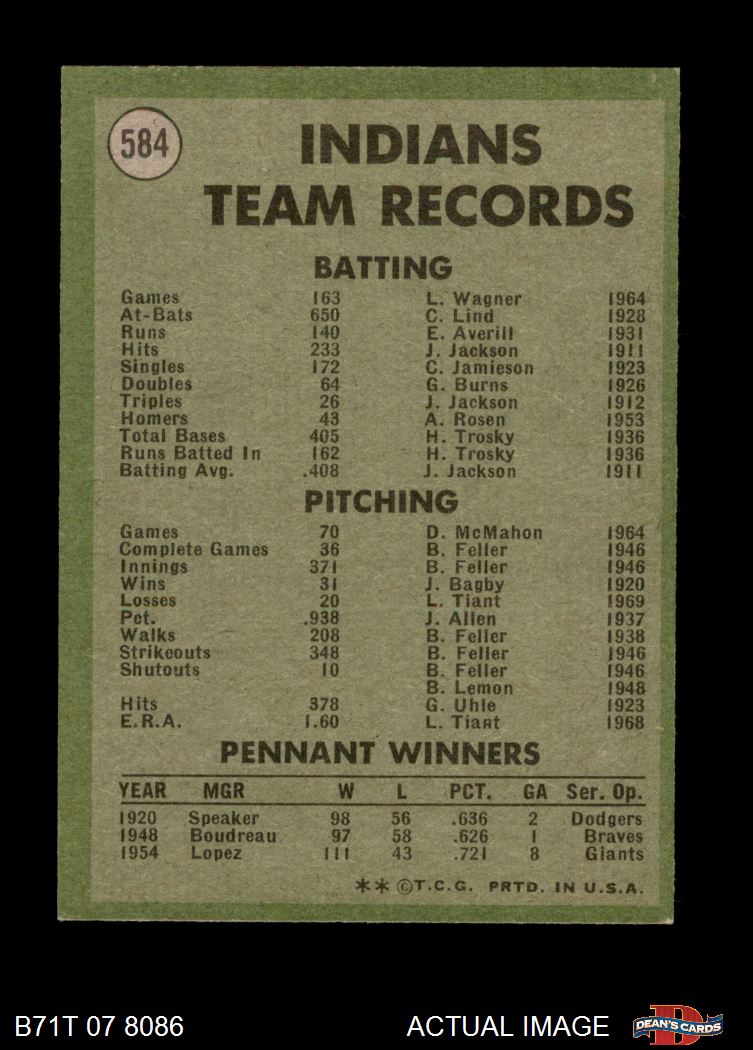 584
INDIANS
TEAM RECORDS
BATTING
Games 163 L. Wagner 1964
At-Bats 650 C. Lind 1928
Runs 140 E. Averill 1931
Hits 233 J. Jackson 1911
Singles 172 C. Jamieson 1923
Doubles 64 G. Burns 1926
Triples 26 J. Jackson 1912
Homers 43 A. Rosen 1953
Total Bases 405 H. Trosky 1936
Runs Batted In 162 H. Trosky 1936
Batting Avg. .408 J. Jackson 1911
PITCHING
Games 70 D. McMahon 1964
Complete Games 36 B. Feller 1946
Innings 371 B. Feller 1946
Wins 31 J. Bagby 1920
Losses 20 L. Tiant 1969
Pct. .938 J. Allen 1937
Walks 208 B. Feller 1938
Strikeouts 348 B. Feller 1946
Shutouts 10 B. Feller 1946
B. Lemon 1948
Hits 378 G. Uhle 1923
E.R.A. 1.60 L. Tiant 1968
PENNANT WINNERS
YEAR MGR W L PCT. GA Ser. Op.
1920 Speaker 98 56 .636 2 Dodgers
1948 Boudreau 97 58 .626 1 Braves
1954 Lopez 111 43 .721 8 Giants
** ©T.C.G. PRTD. IN U.S.A.
B71T 07 8086 ACTUAL IMAGE D DEAN'S CARDS